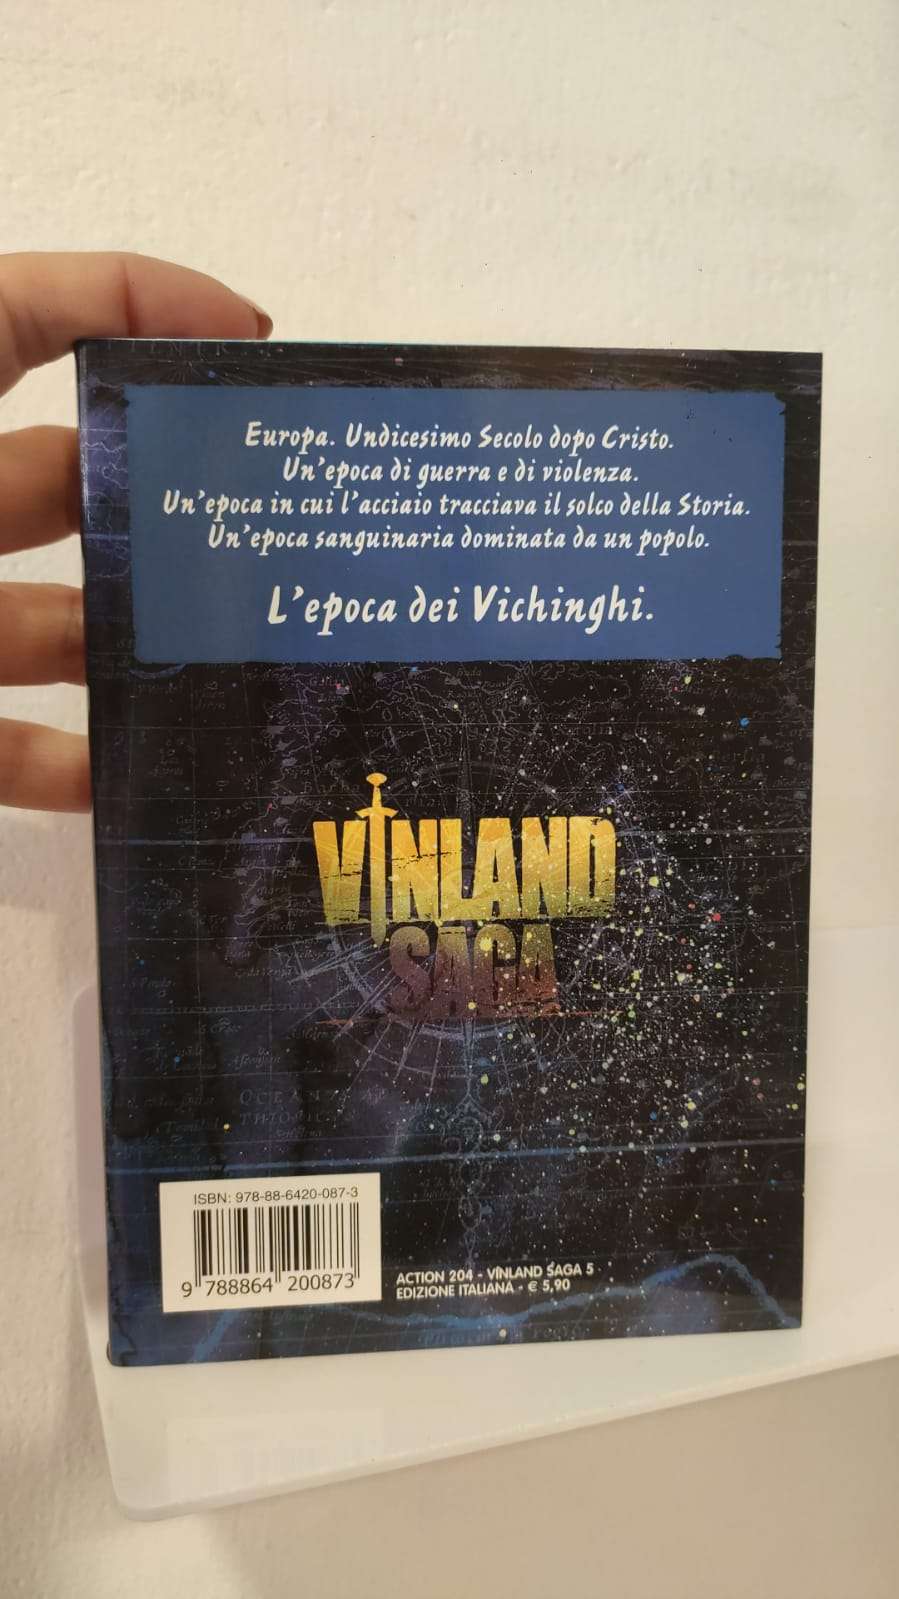 Europa. Undicesimo Secolo dopo Cristo.
Un'epoca di guerra e di violenza.
Un'epoca in cui l'acciaio tracciava il solco della Storia.
Un'epoca sanguinaria dominata da un popolo.
L'epoca dei Vichinghi.
VINLAND
SAGA
OCEANUS
ISBN: 978-88-6420-087-3
9 788864 200873
ACTION 204 - VINLAND SAGA 5
EDIZIONE ITALIANA - € 5,90